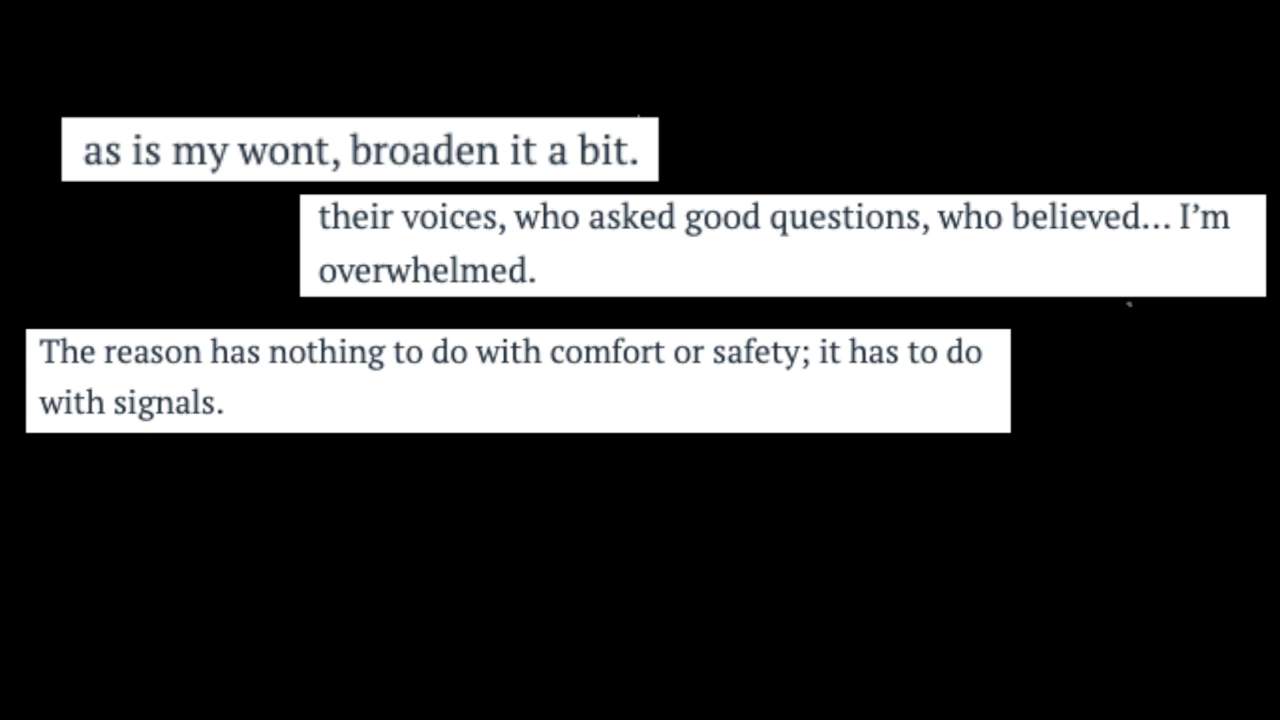 as is my wont, broaden it a bit.
their voices, who asked good questions, who believed... I’m
overwhelmed.
The reason has nothing to do with comfort or safety; it has to do
with signals.